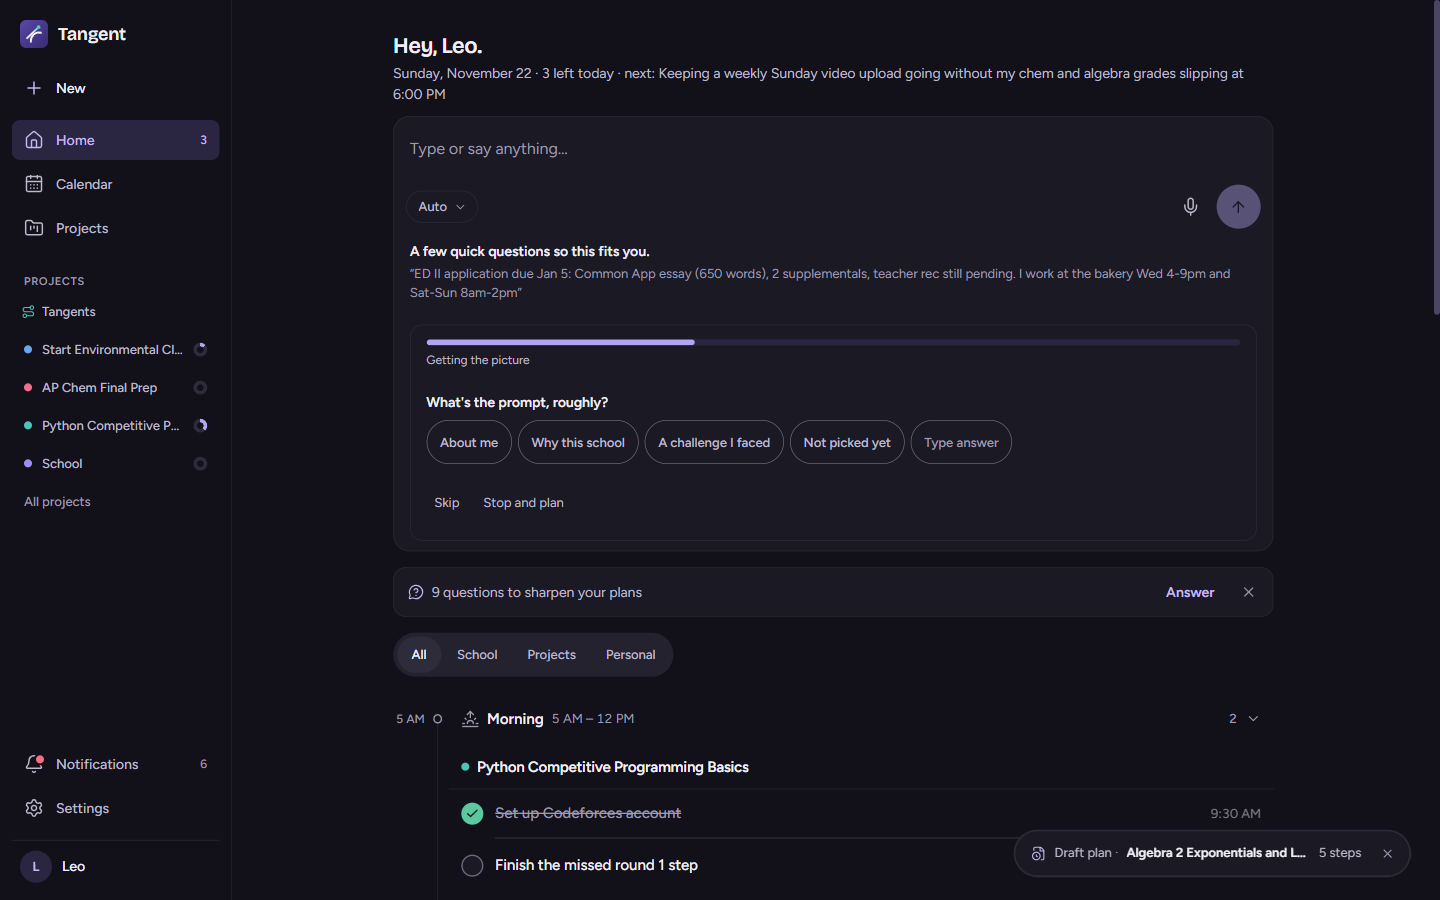 Tangent
New
Home 3
Calendar
Projects
PROJECTS
Tangents
Start Environmental Cl...
AP Chem Final Prep
Python Competitive P...
School
All projects
Notifications 6
Settings
L Leo
Hey, Leo.
Sunday, November 22 · 3 left today · next: Keeping a weekly Sunday video upload going without my chem and algebra grades slipping at
6:00 PM
Type or say anything...
Auto
A few quick questions so this fits you.
"ED II application due Jan 5: Common App essay (650 words), 2 supplementals, teacher rec still pending. I work at the bakery Wed 4-9pm and
Sat-Sun 8am-2pm"
Getting the picture
What's the prompt, roughly?
About me Why this school A challenge I faced Not picked yet Type answer
Skip Stop and plan
9 questions to sharpen your plans Answer
All School Projects Personal
5 AM Morning 5 AM – 12 PM 2
Python Competitive Programming Basics
Set up Codeforces account 9:30 AM
Finish the missed round 1 step
Draft plan · Algebra 2 Exponentials and L... 5 steps